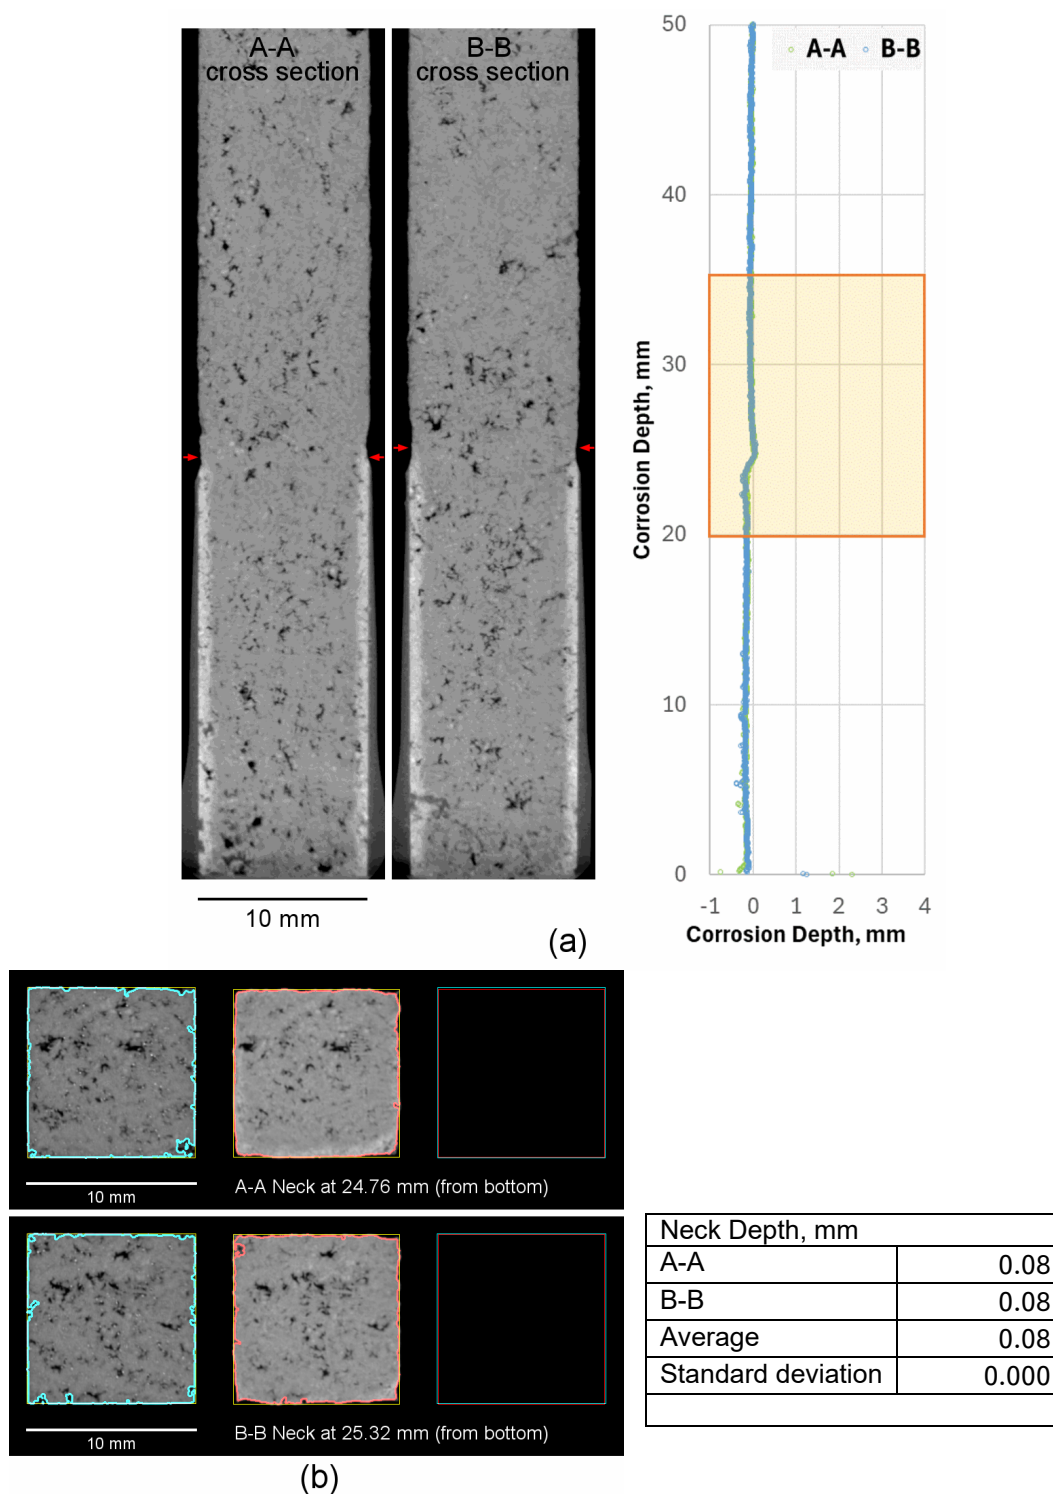 A-A
cross section
B-B
cross section
10 mm
(a)
A-A B-B
50
40
30
20
10
0
Corrosion Depth, mm
-1 0 1 2 3 4
Corrosion Depth, mm
10 mm
A-A Neck at 24.76 mm (from bottom)
10 mm
B-B Neck at 25.32 mm (from bottom)
(b)
Neck Depth, mm
A-A 0.08
B-B 0.08
Average 0.08
Standard deviation 0.000